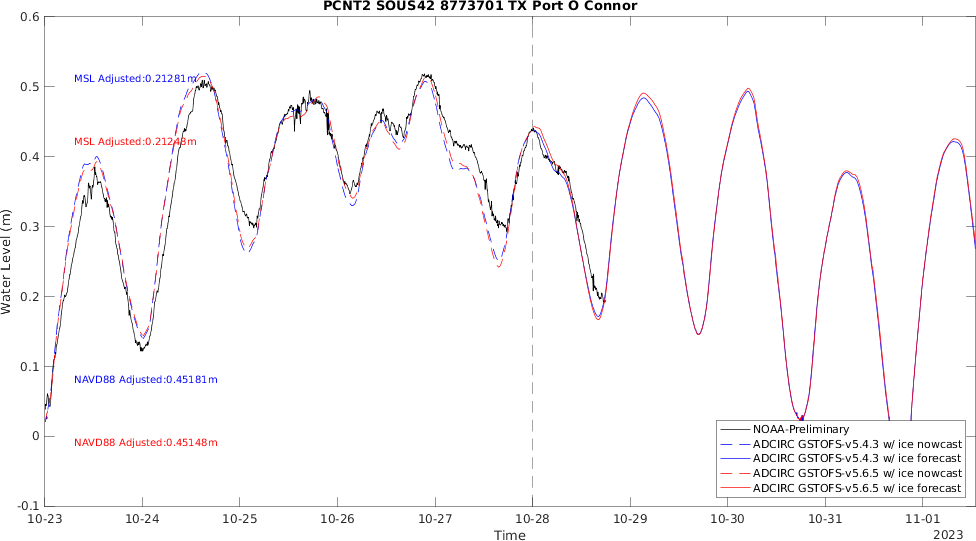 PCNT2 SOUS42 8773701 TX Port O Connor
0.6
0.5
0.4
0.3
0.2
0.1
0
-0.1
Water Level (m)
MSL Adjusted:0.21281m
MSL Adjusted:0.21243m
NAVD88 Adjusted:0.45181m
NAVD88 Adjusted:0.45148m
NOAA-Preliminary
ADCIRC GSTOFS-v5.4.3 w/ ice nowcast
ADCIRC GSTOFS-v5.4.3 w/ ice forecast
ADCIRC GSTOFS-v5.6.5 w/ ice nowcast
ADCIRC GSTOFS-v5.6.5 w/ ice forecast
10-23 10-24 10-25 10-26 10-27 10-28 10-29 10-30 10-31 11-01
Time
2023